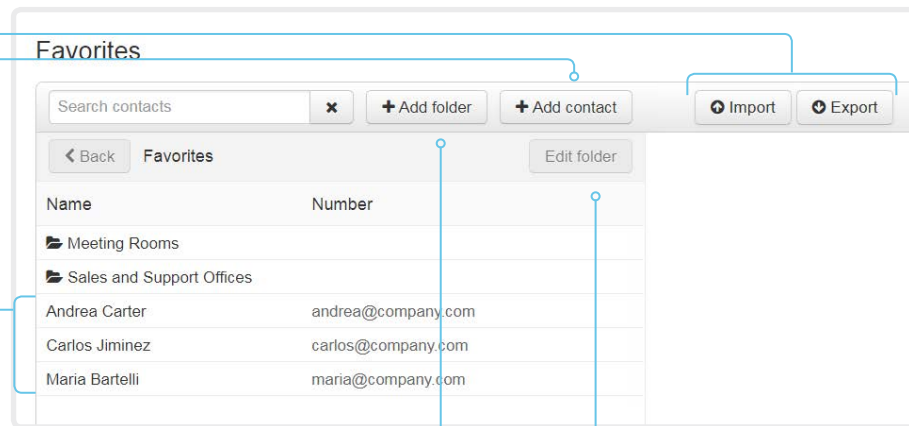 Favorites
Search contacts
Add folder
Add contact
Import
Export
Back
Favorites
Edit folder
Name Number
Meeting Rooms
Sales and Support Offices
Andrea Carter andrea@company.com
Carlos Jiminez carlos@company.com
Maria Bartelli maria@company.com